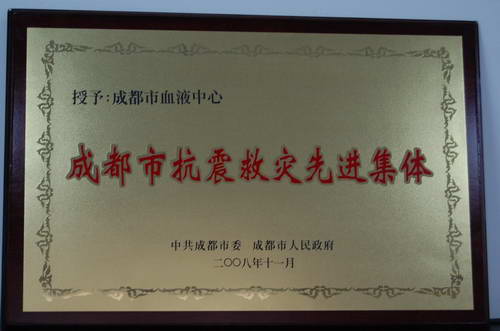 授予：成都市血液中心
成都市抗震救灾先进集体
中共成都市委 成都市人民政府
二〇〇八年十一月